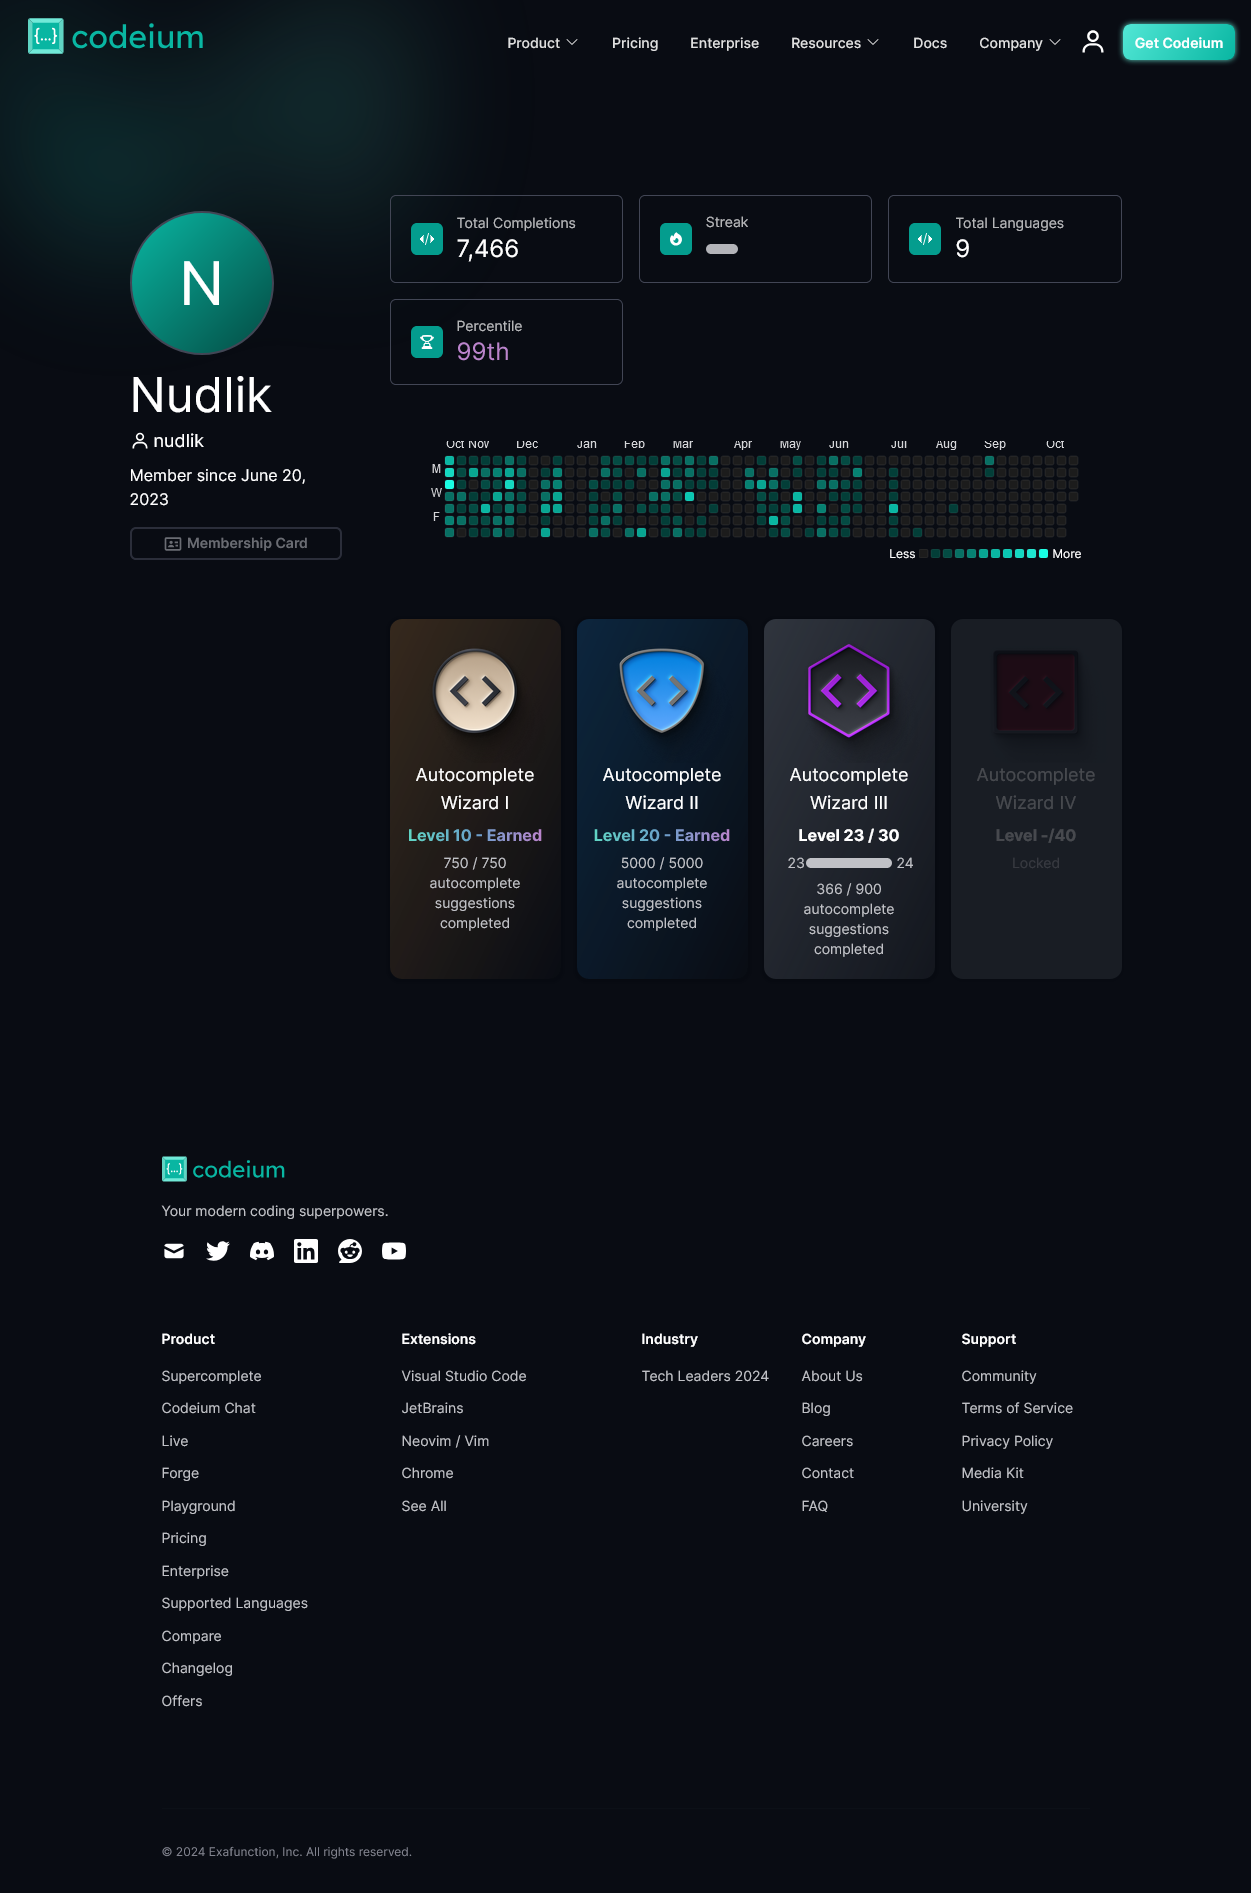 {...} codeium
Product
Pricing
Enterprise
Resources
Docs
Company
Get Codeium
N
Nudlik
nudlik
Member since June 20,
2023
Membership Card
Total Completions
7,466
Streak
Total Languages
9
Percentile
99th
Oct Nov Dec Jan Feb Mar Apr May Jun Jul Aug Sep Oct
M
W
F
Less
More
Autocomplete
Wizard I
Level 10 - Earned
750 / 750
autocomplete
suggestions
completed
Autocomplete
Wizard II
Level 20 - Earned
5000 / 5000
autocomplete
suggestions
completed
Autocomplete
Wizard III
Level 23 / 30
23 24
366 / 900
autocomplete
suggestions
completed
Autocomplete
Wizard IV
Level -/40
Locked
{...} codeium
Your modern coding superpowers.
Product
Supercomplete
Codeium Chat
Live
Forge
Playground
Pricing
Enterprise
Supported Languages
Compare
Changelog
Offers
Extensions
Visual Studio Code
JetBrains
Neovim / Vim
Chrome
See All
Industry
Tech Leaders 2024
Company
About Us
Blog
Careers
Contact
FAQ
Support
Community
Terms of Service
Privacy Policy
Media Kit
University
© 2024 Exafunction, Inc. All rights reserved.